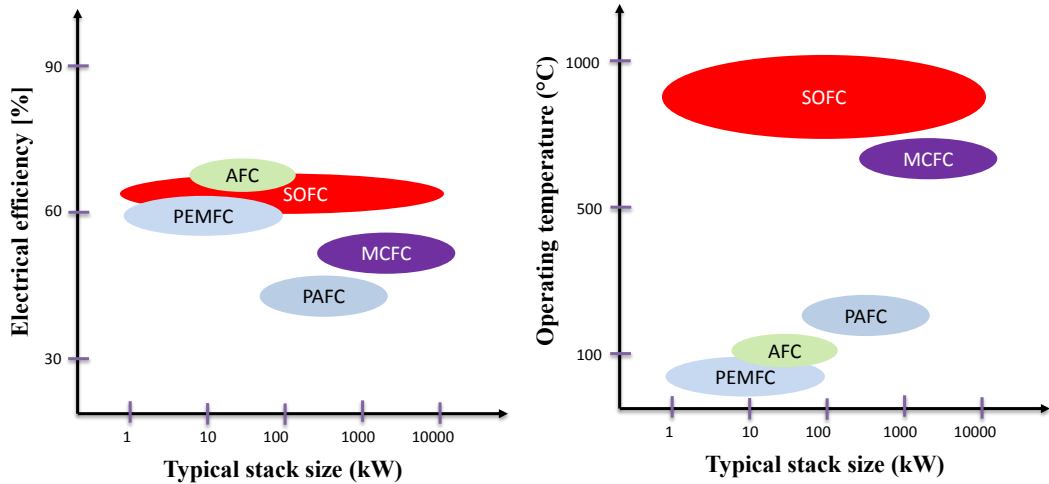 Electrical efficiency [%]
90
60
30
AFC
SOFC
PEMFC
MCFC
PAFC
1 10 100 1000 10000
Typical stack size (kW)
Operating temperature (°C)
1000
500
100
SOFC
MCFC
PAFC
AFC
PEMFC
1 10 100 1000 10000
Typical stack size (kW)